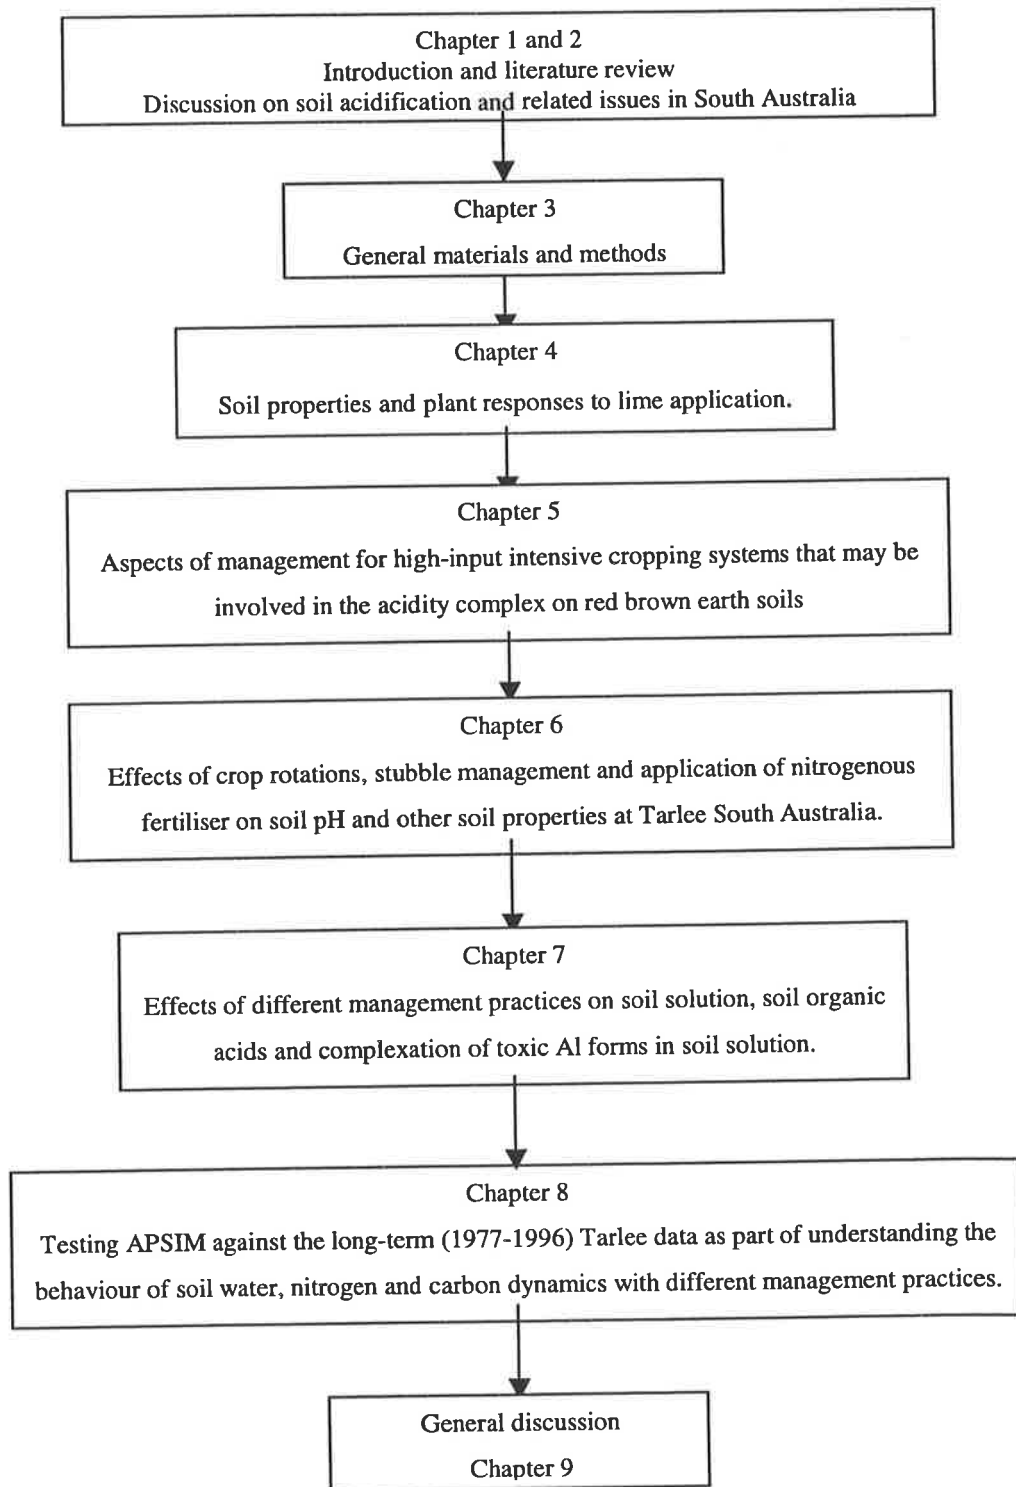 Chapter 1 and 2
Introduction and literature review
Discussion on soil acidification and related issues in South Australia
Chapter 3
General materials and methods
Chapter 4
Soil properties and plant responses to lime application.
Chapter 5
Aspects of management for high-input intensive cropping systems that may be
involved in the acidity complex on red brown earth soils
Chapter 6
Effects of crop rotations, stubble management and application of nitrogenous
fertiliser on soil pH and other soil properties at Tarlee South Australia.
Chapter 7
Effects of different management practices on soil solution, soil organic
acids and complexation of toxic Al forms in soil solution.
Chapter 8
Testing APSIM against the long-term (1977-1996) Tarlee data as part of understanding the
behaviour of soil water, nitrogen and carbon dynamics with different management practices.
General discussion
Chapter 9